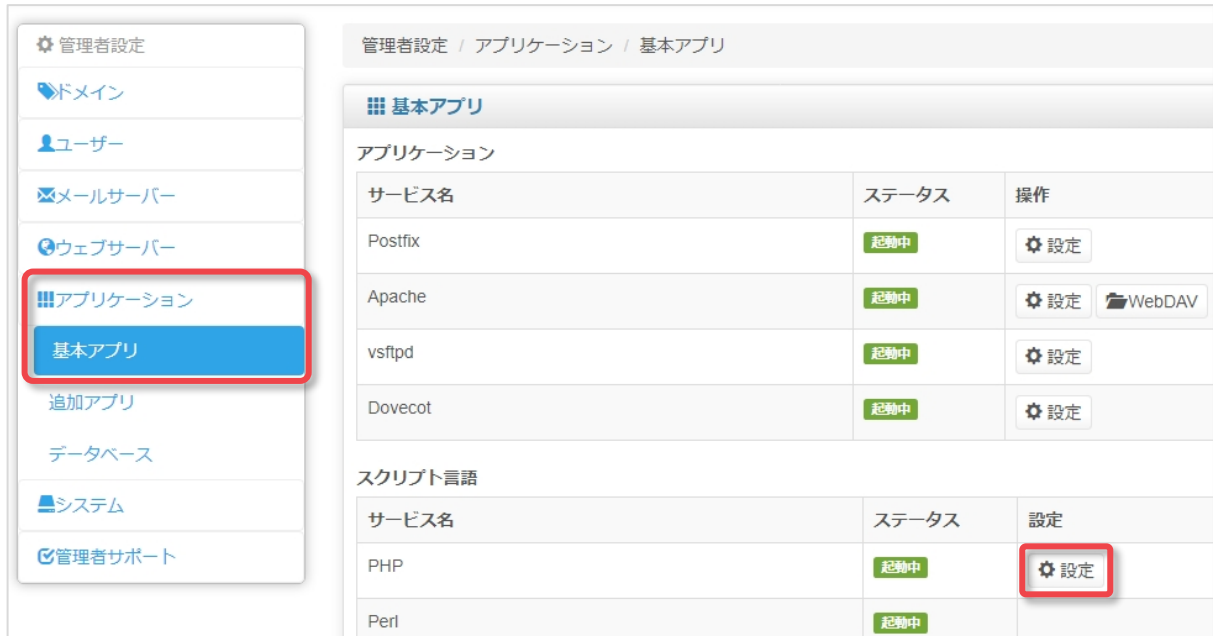 管理者設定
ドメイン
ユーザー
メールサーバー
ウェブサーバー
アプリケーション
基本アプリ
追加アプリ
データベース
システム
管理者サポート
管理者設定 / アプリケーション / 基本アプリ
基本アプリ
アプリケーション
サービス名 ステータス 操作
Postfix 起動中 設定
Apache 起動中 設定 WebDAV
vsftpd 起動中 設定
Dovecot 起動中 設定
スクリプト言語
サービス名 ステータス 設定
PHP 起動中 設定
Perl 起動中